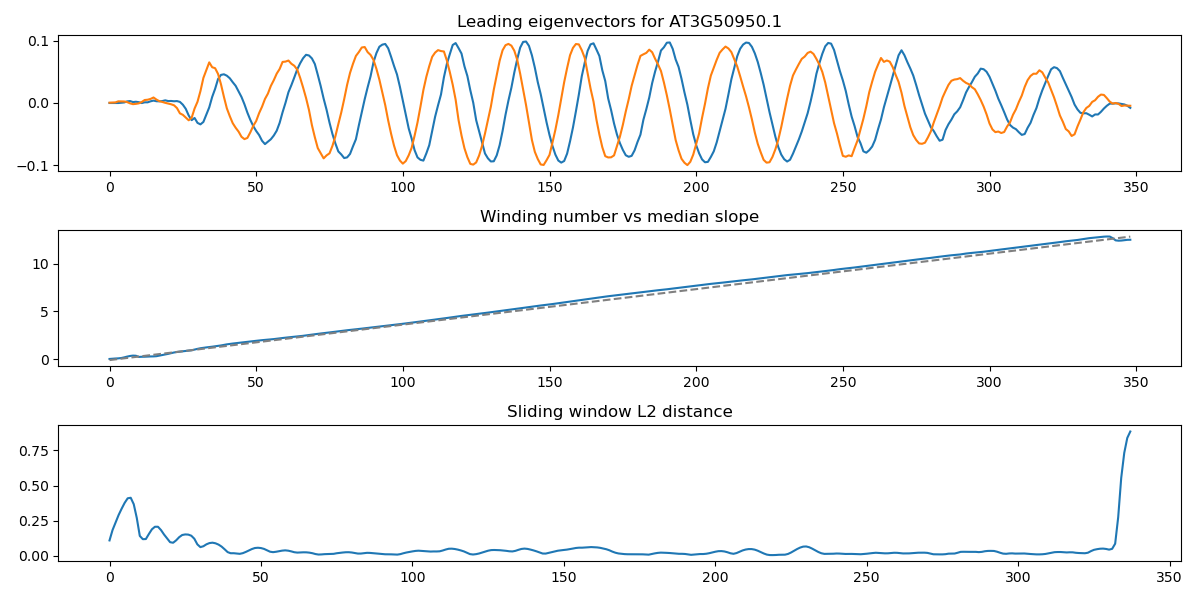 Leading eigenvectors for AT3G50950.1
0.1
0.0
−0.1
0 50 100 150 200 250 300 350
Winding number vs median slope
10
5
0
0 50 100 150 200 250 300 350
Sliding window L2 distance
0.75
0.50
0.25
0.00
0 50 100 150 200 250 300 350